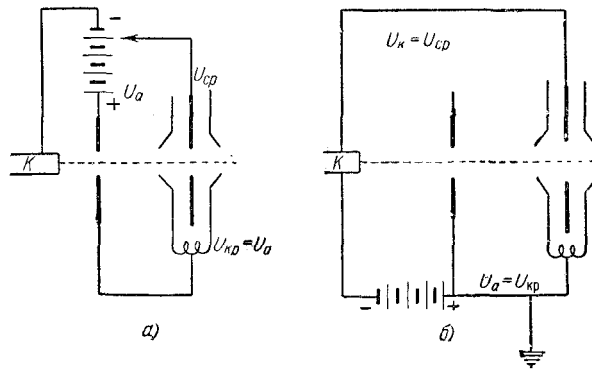 -
U_a
+
U_ср
K
U_кр = U_a
а)
U_к = U_ср
K
U_a = U_кр
-
+
б)